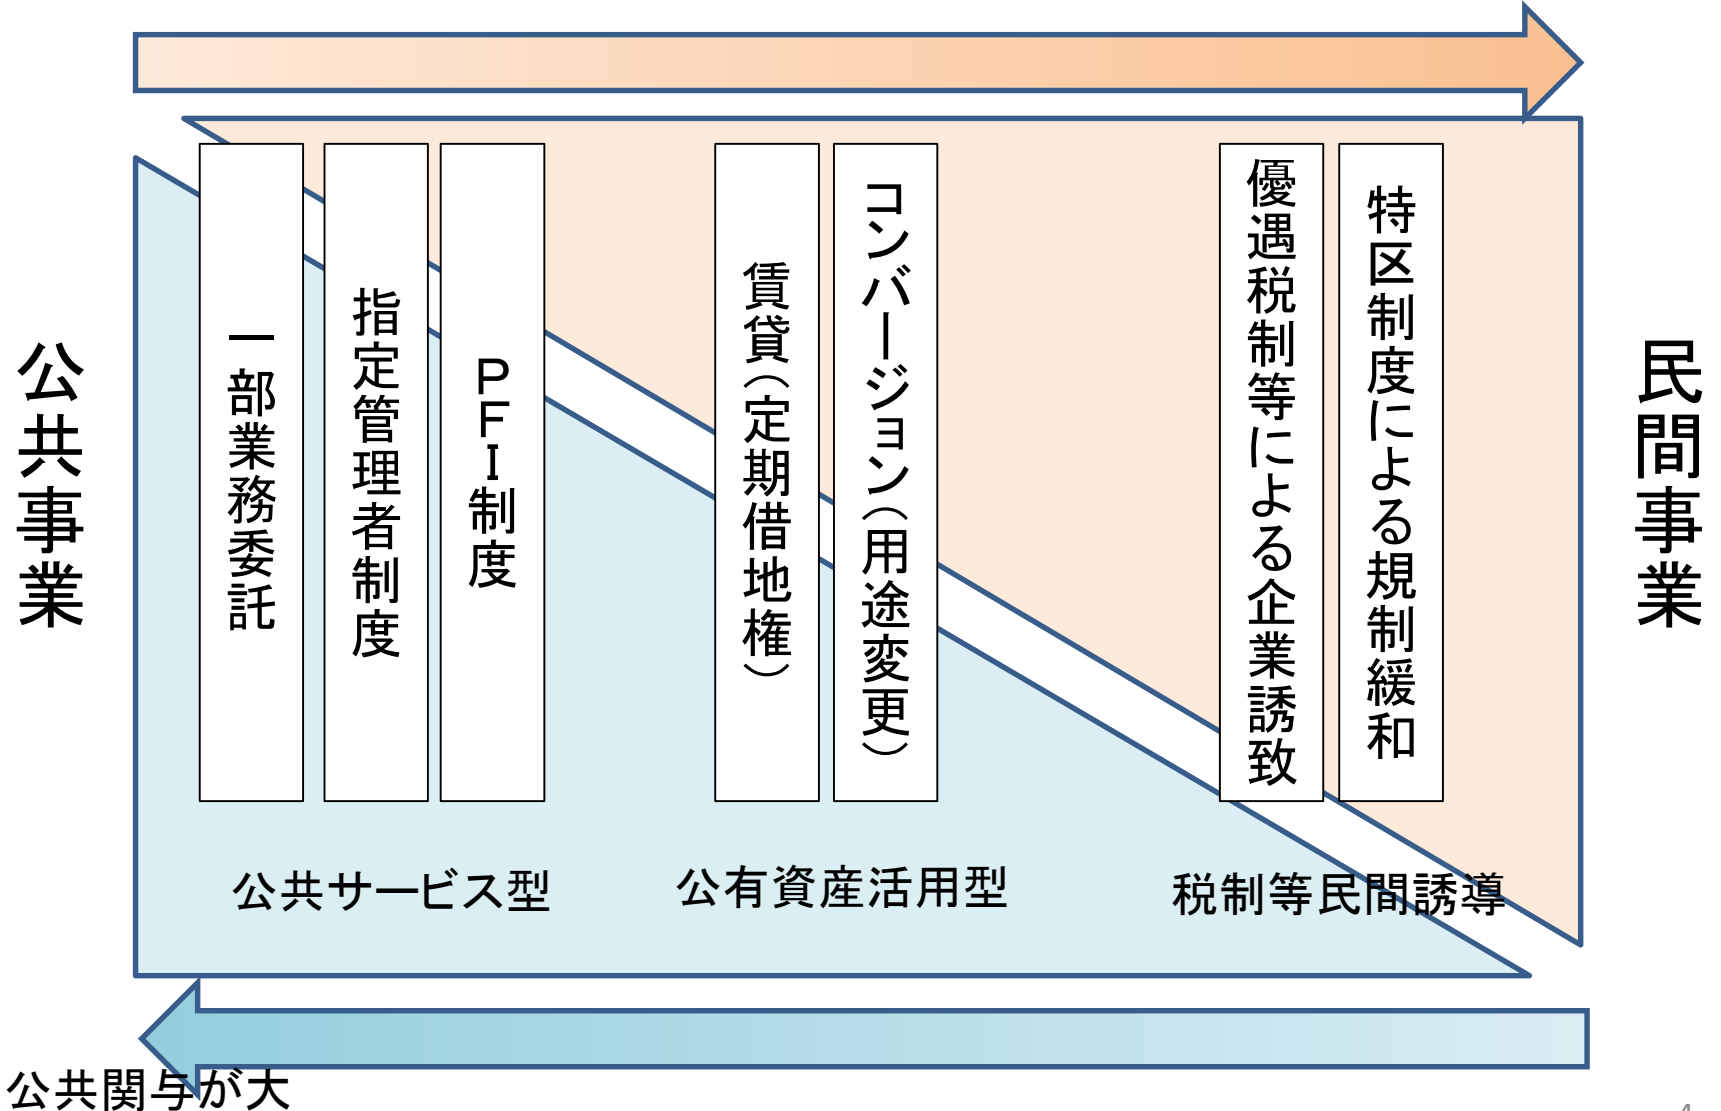 公共事業
一部業務委託
指定管理者制度
ＰＦＩ制度
賃貸（定期借地権）
コンバージョン（用途変更）
優遇税制等による企業誘致
特区制度による規制緩和
民間事業
公共サービス型
公有資産活用型
税制等民間誘導
公共関与が大
4